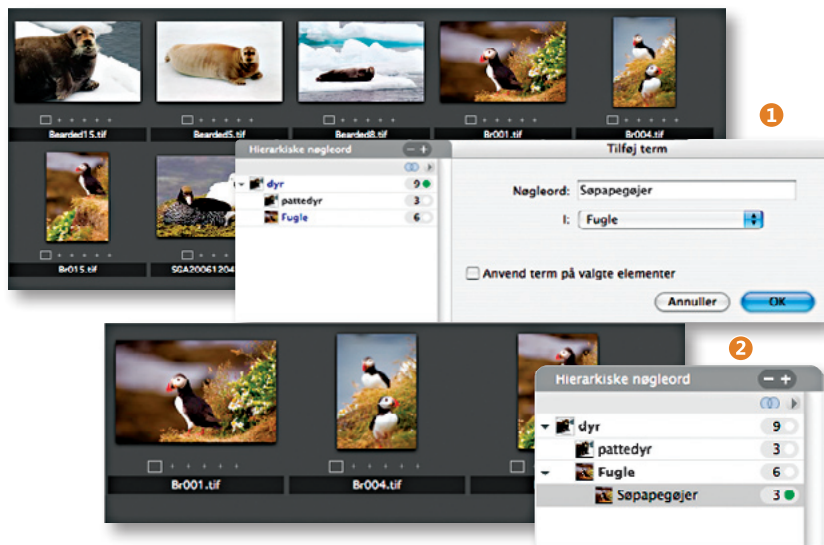 Bearded15.tif
Bearded5.tif
Bearded8.tif
Br001.tif
Br004.tif
1
Hierarkiske nøgleord
- +
Tilføj term
dyr 9
pattedyr 3
Fugle 6
Nøgleord: Søpapegøjer
I: Fugle
Anvend term på valgte elementer
Annuller OK
Br015.tif
SGA20061204
2
Hierarkiske nøgleord
- +
dyr 9
pattedyr 3
Fugle 6
Søpapegøjer 3
Br001.tif
Br004.tif